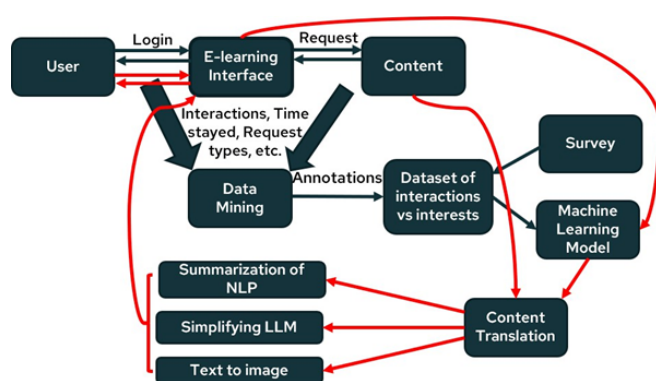 Login
Request
User
E-learning
Interface
Content
Interactions, Time
stayed, Request
types, etc.
Survey
Data
Mining
Annotations
Dataset of
interactions
vs interests
Machine
Learning
Model
Summarization of
NLP
Simplifying LLM
Content
Translation
Text to image